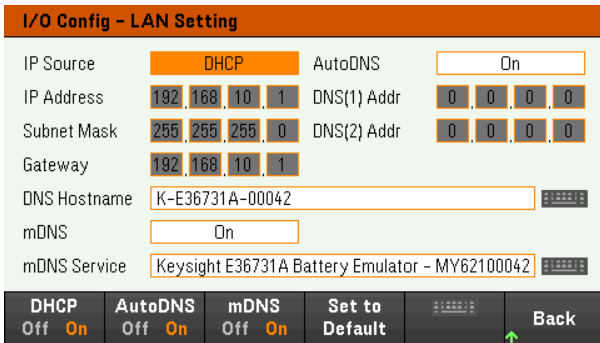 I/O Config – LAN Setting
IP Source DHCP AutoDNS On
IP Address 192.168.10.1 DNS(1) Addr 0.0.0.0
Subnet Mask 255.255.255.0 DNS(2) Addr 0.0.0.0
Gateway 192.168.10.1
DNS Hostname K-E36731A-00042
mDNS On
mDNS Service Keysight E36731A Battery Emulator - MY62100042
DHCP AutoDNS mDNS Set to Back
Off On Off On Off On Default